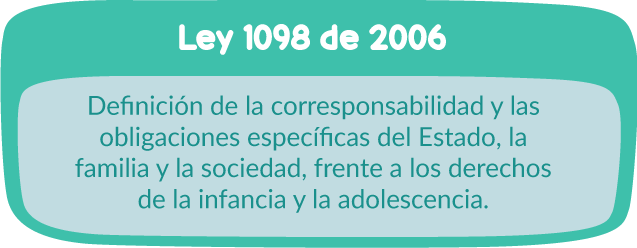 Ley 1098 de 2006
Definición de la corresponsabilidad y las
obligaciones específicas del Estado, la
familia y la sociedad, frente a los derechos
de la infancia y la adolescencia.